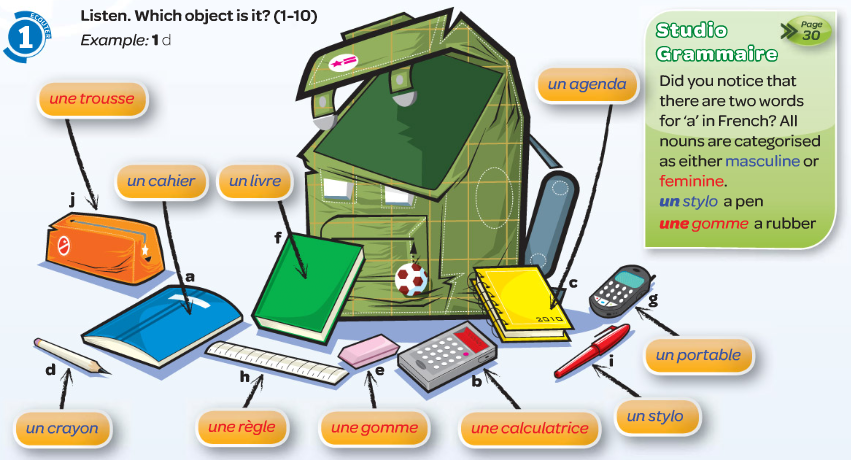 ECOUTER
1
Listen. Which object is it? (1-10)
Example: 1 d
une trousse
un cahier
un livre
un agenda
j
a
f
c
g
2010
d
h
e
b
i
un crayon
une règle
une gomme
une calculatrice
un stylo
un portable
Studio
Grammaire
Page
30
Did you notice that
there are two words
for 'a' in French? All
nouns are categorised
as either masculine or
feminine.
un stylo a pen
une gomme a rubber